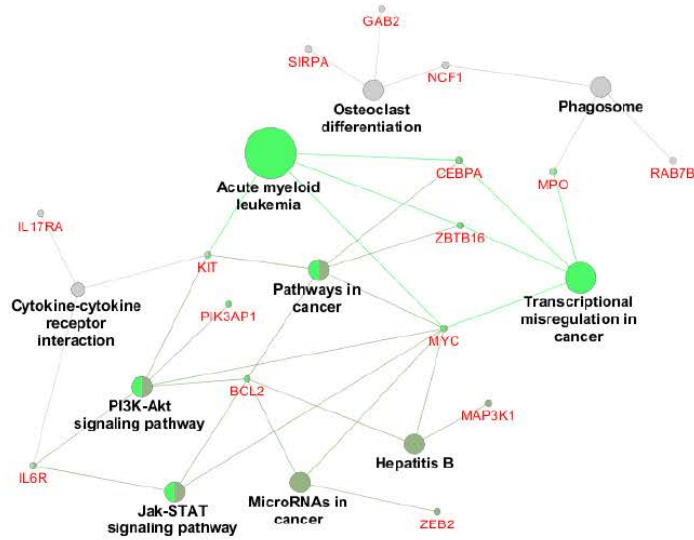 GAB2
SIRPA
NCF1
Osteoclast
differentiation
Phagosome
CEBPA
MPO
RAB7B
Acute myeloid
leukemia
IL17RA
ZBTB16
KIT
Pathways in
cancer
Transcriptional
misregulation in
cancer
Cytokine-cytokine
receptor
interaction
PIK3AP1
MYC
PI3K-Akt
signaling pathway
BCL2
MAP3K1
Hepatitis B
IL6R
Jak-STAT
signaling pathway
MicroRNAs in
cancer
ZEB2